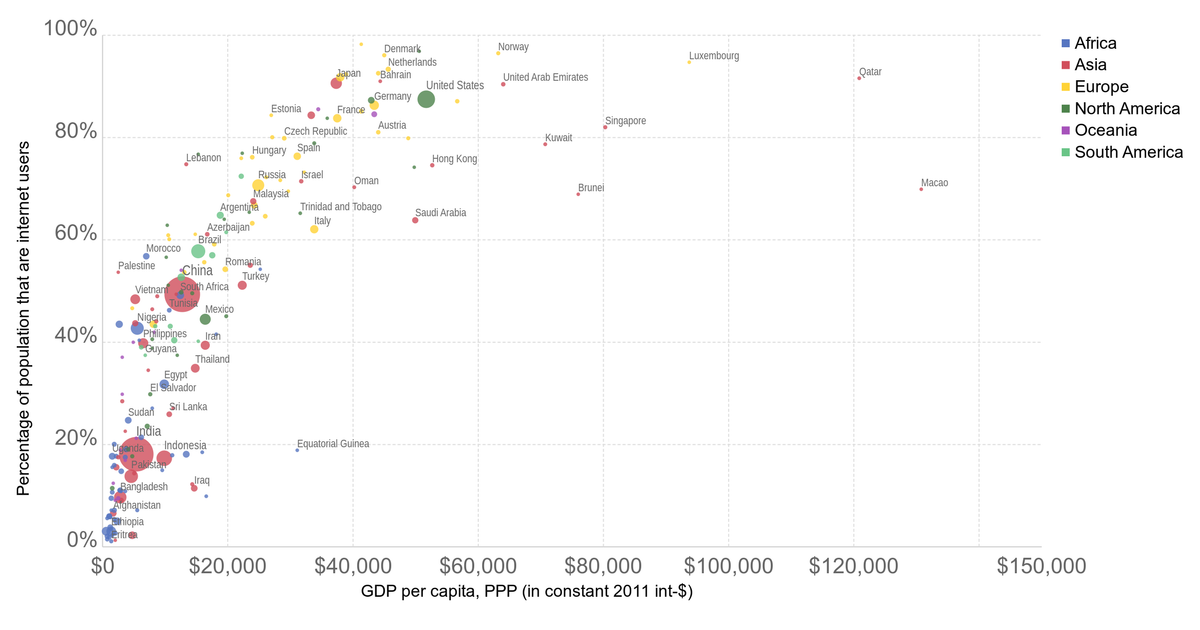 100%
80%
60%
40%
20%
0%
Percentage of population that are internet users
$0
$20,000
$40,000
$60,000
$80,000
$100,000
$120,000
$150,000
GDP per capita, PPP (in constant 2011 int-$)
Africa
Asia
Europe
North America
Oceania
South America
Denmark
Norway
Netherlands
Luxembourg
Japan
Bahrain
United Arab Emirates
Qatar
United States
Germany
Estonia
France
Austria
Singapore
Czech Republic
Kuwait
Lebanon
Hungary
Spain
Hong Kong
Russia
Israel
Oman
Brunei
Macao
Malaysia
Argentina
Trinidad and Tobago
Saudi Arabia
Azerbaijan
Italy
Brazil
Morocco
Palestine
China
Romania
Turkey
Vietnam
South Africa
Tunisia
Mexico
Nigeria
Philippines
Iran
Guyana
Thailand
Egypt
El Salvador
Sudan
Sri Lanka
India
Uganda
Indonesia
Equatorial Guinea
Pakistan
Bangladesh
Iraq
Afghanistan
Ethiopia
Eritrea